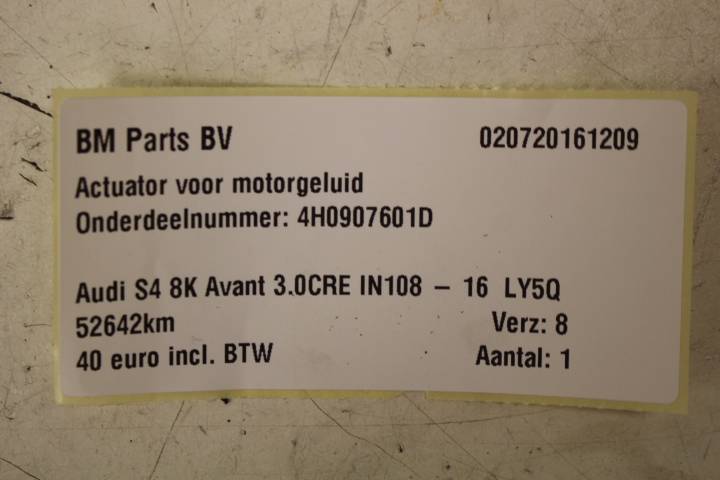 BM Parts BV 020720161209
Actuator voor motorgeluid
Onderdeelnummer: 4H0907601D
Audi S4 8K Avant 3.0CRE IN108 – 16 LY5Q
52642km Verz: 8
40 euro incl. BTW Aantal: 1